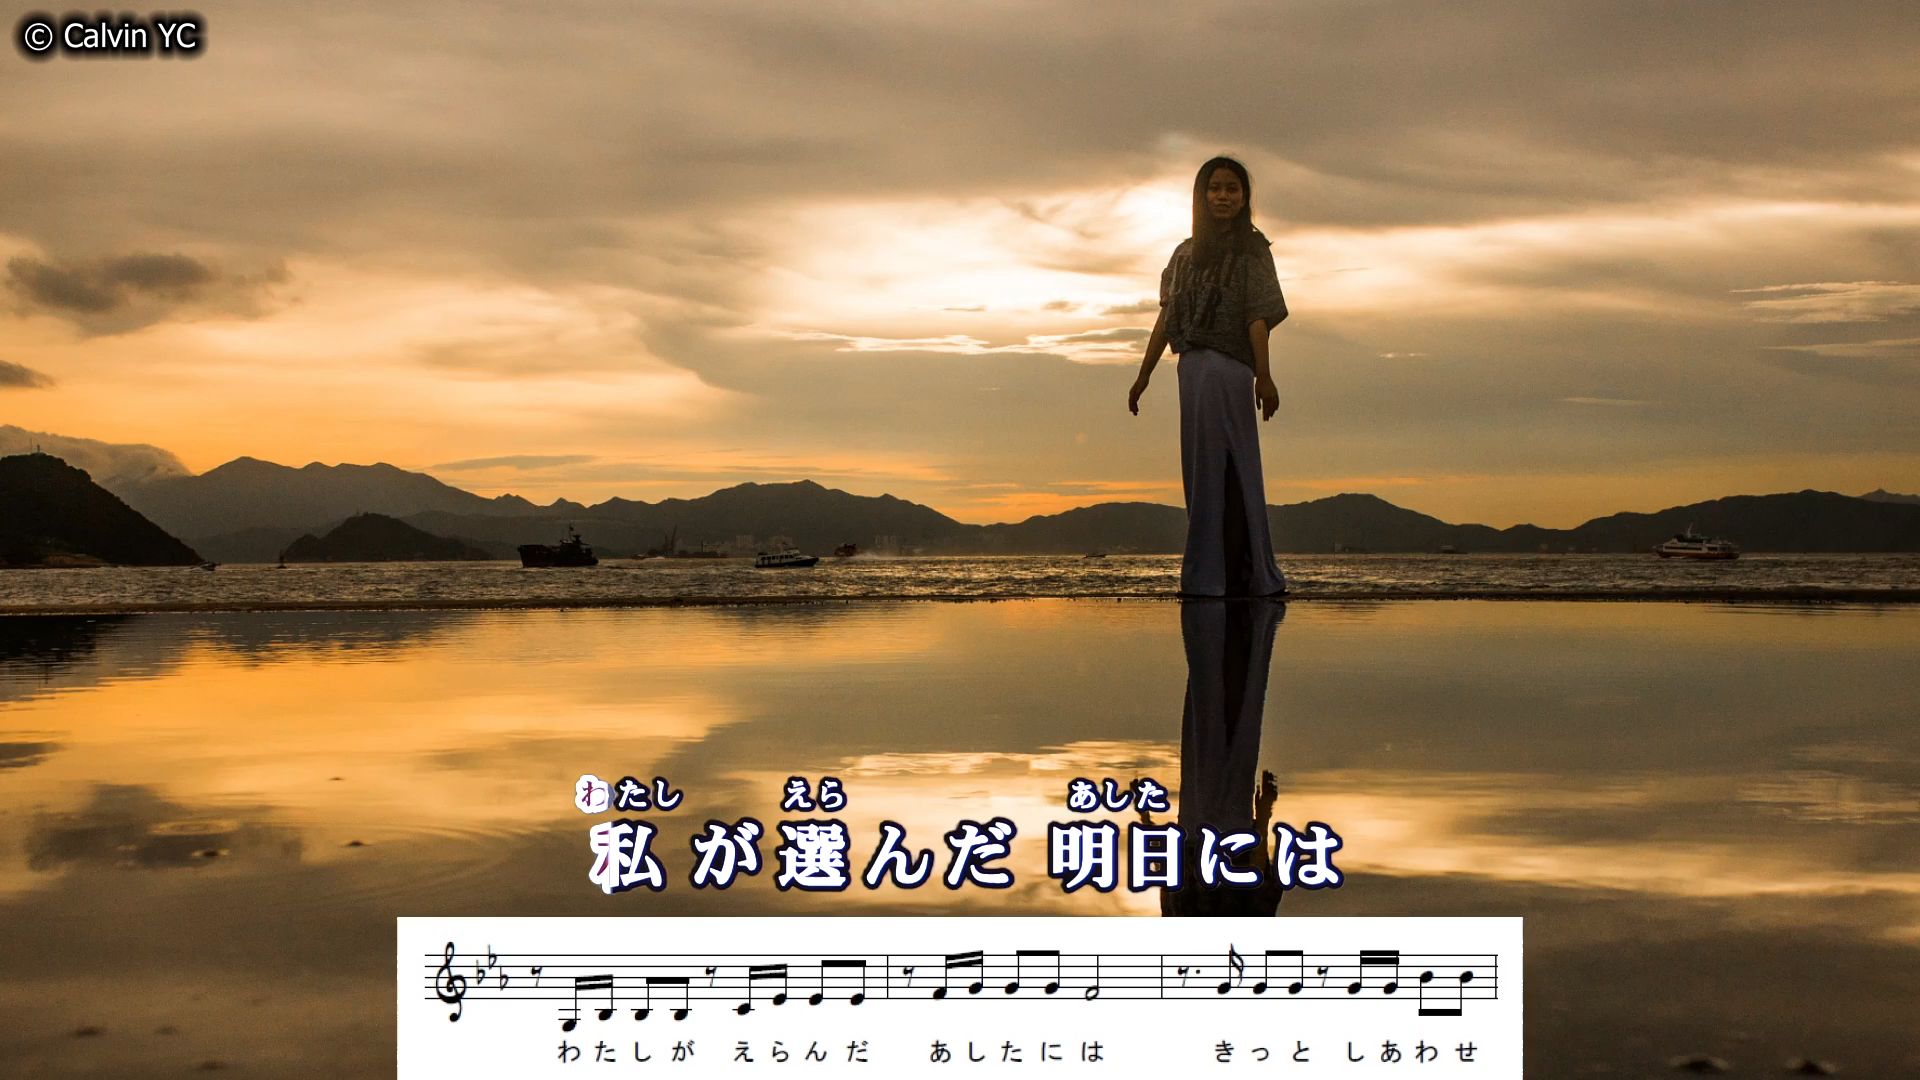 © Calvin YC
わたし えら あした
私が選んだ 明日には
わたしが えらんだ あしたには きっと しあわせ